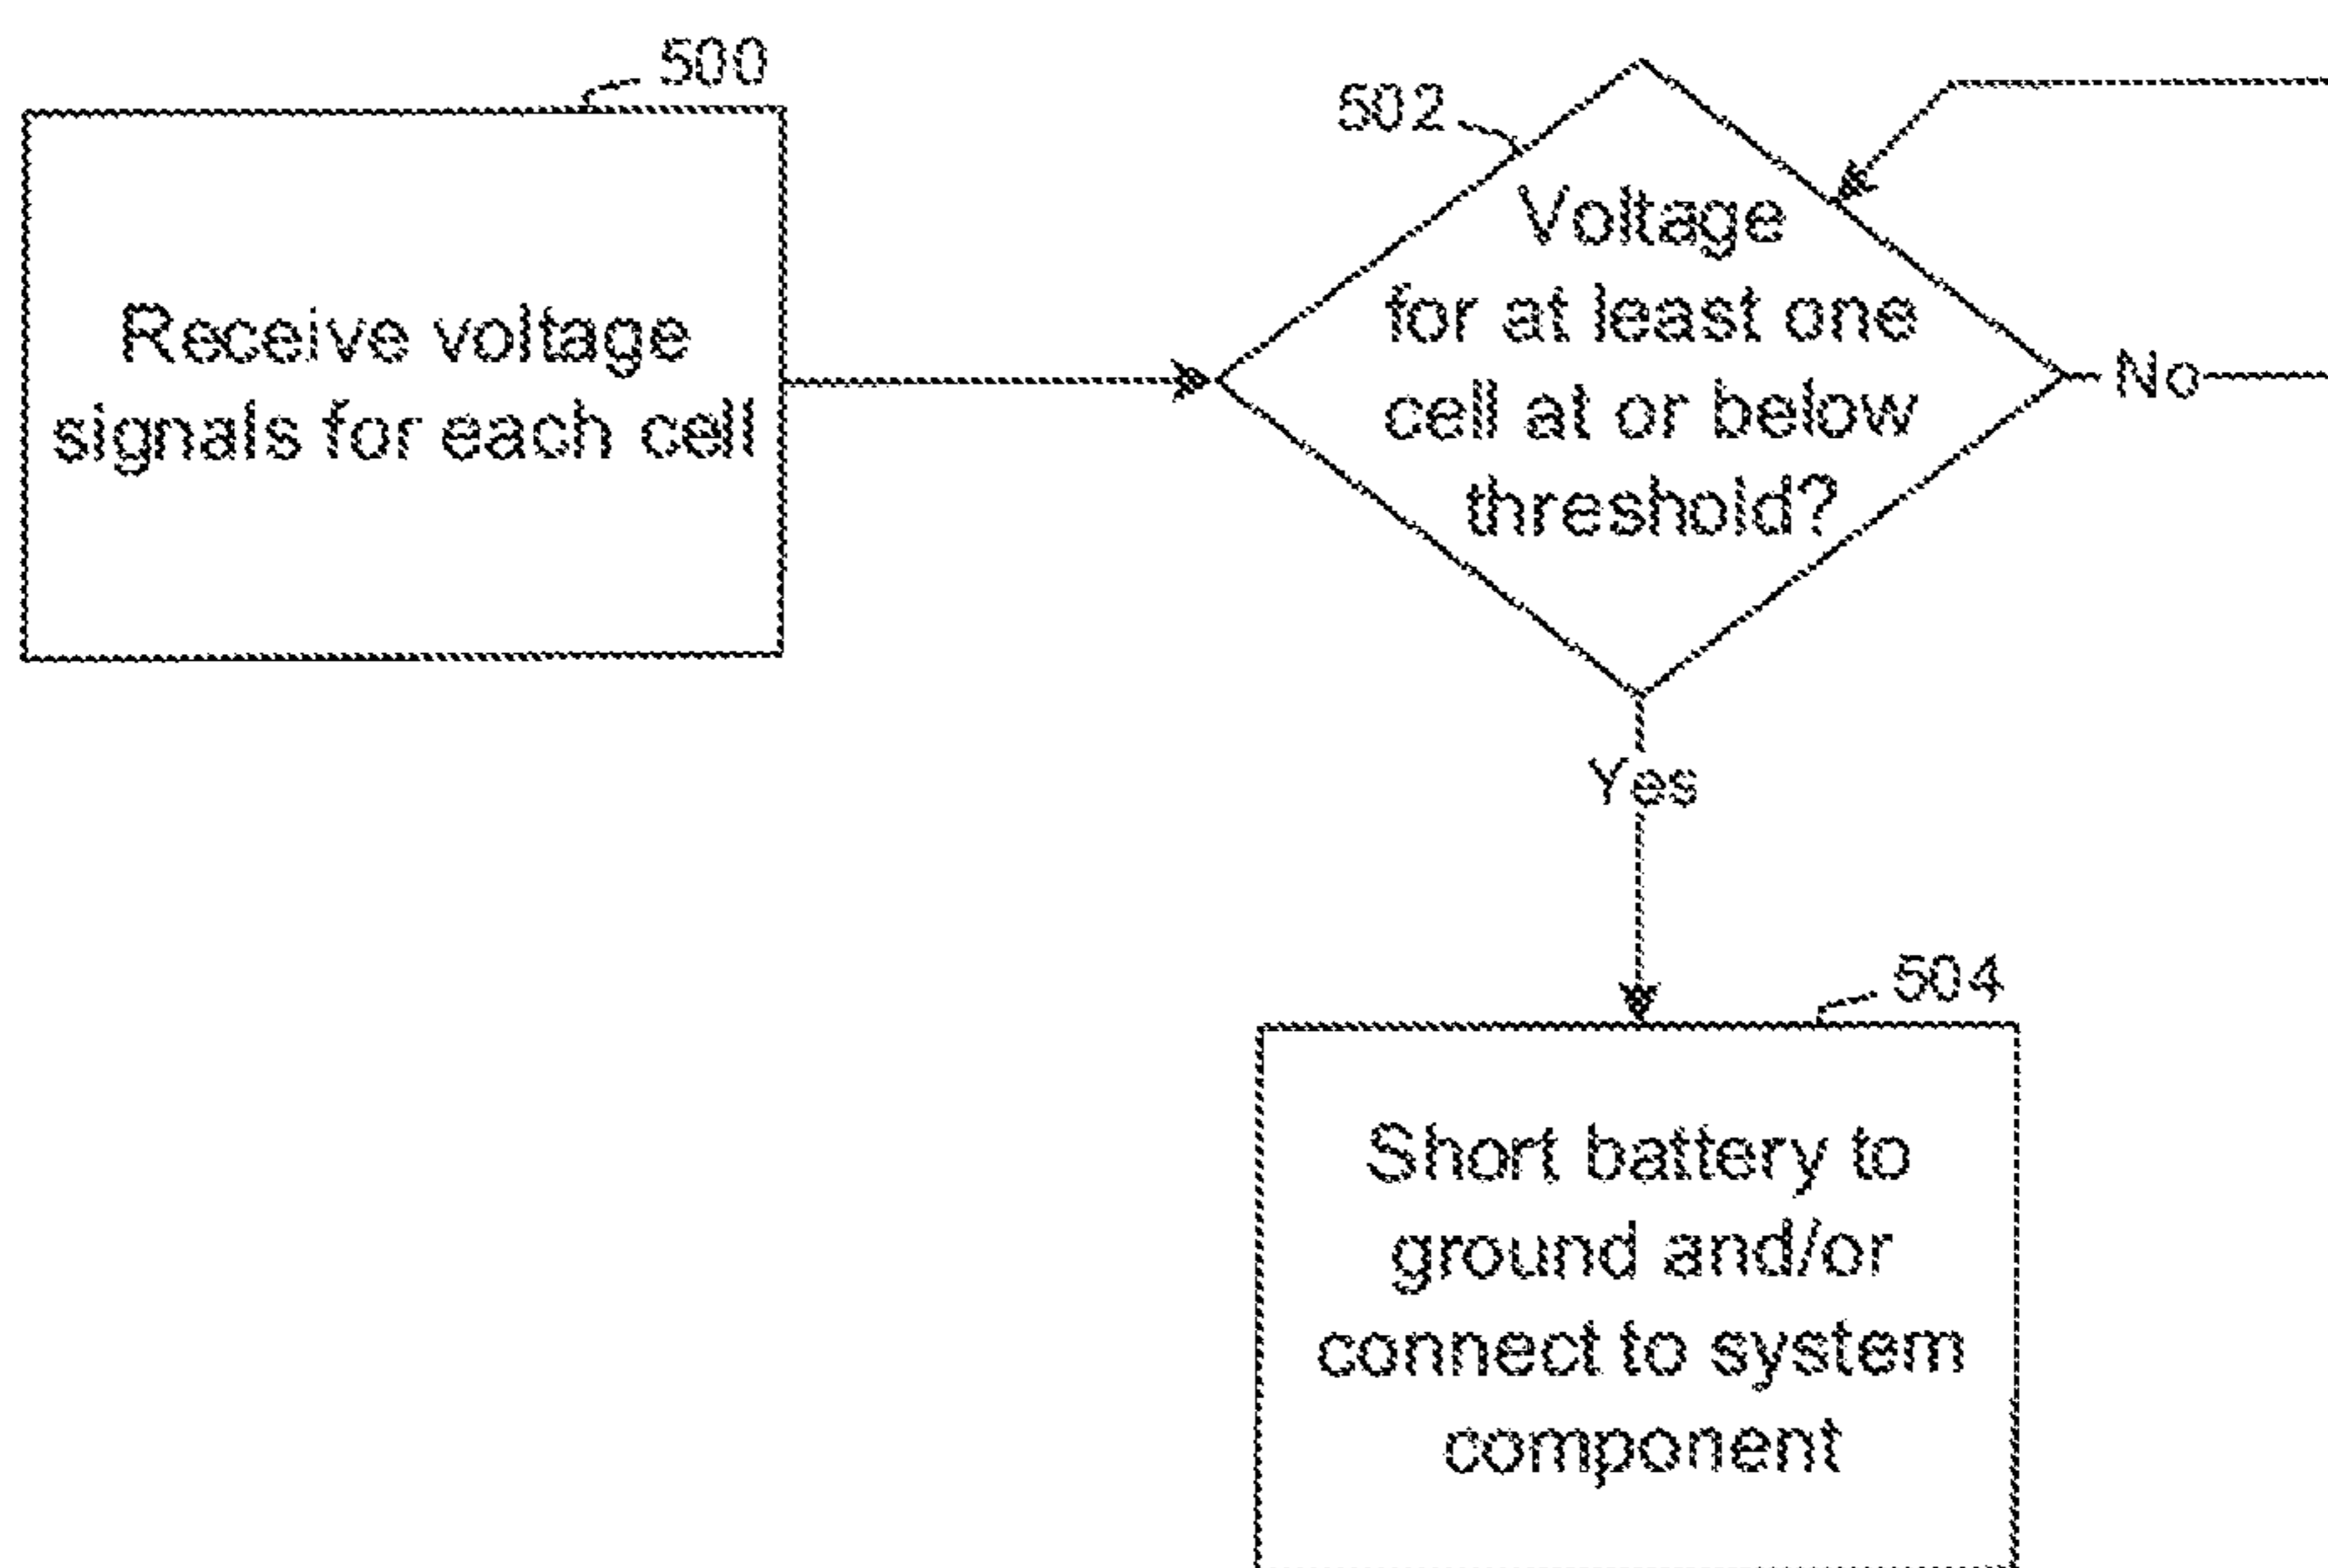 500
Receive voltage
signals for each cell
502
Voltage
for at least one
cell at or below
threshold?
No
Yes
504
Short battery to
ground and/or
connect to system
component